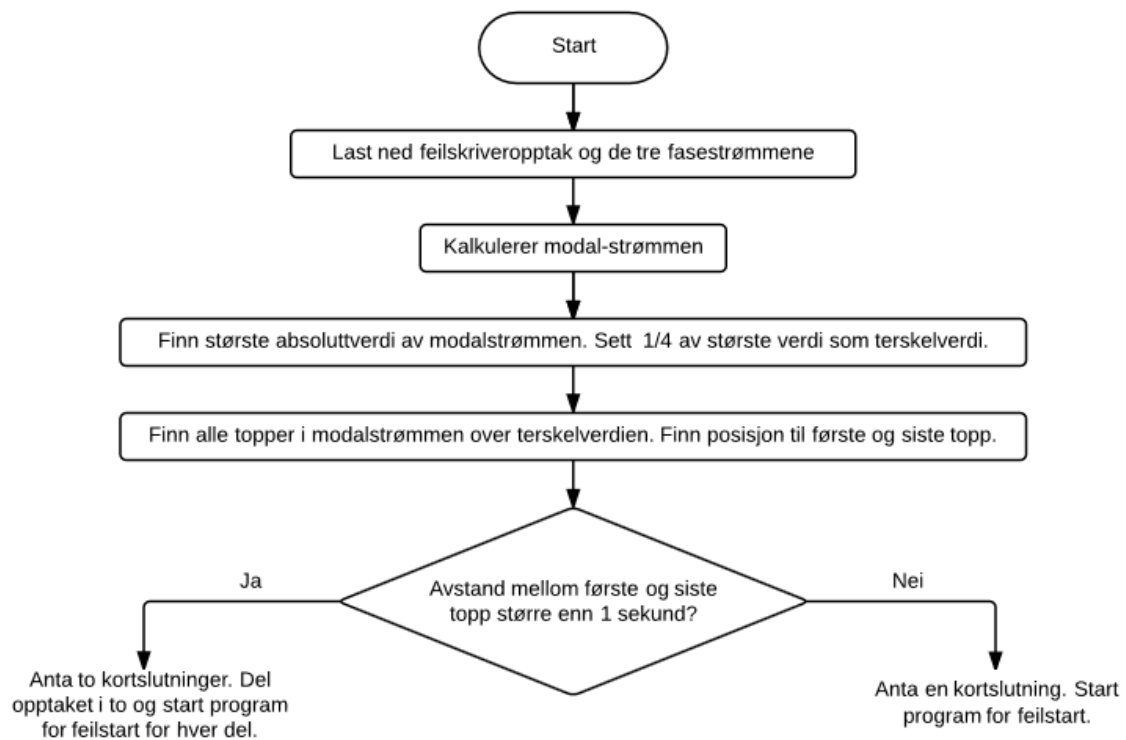 Start
Last ned feilskriveropptak og de tre fasestrømmene
Kalkulerer modal-strømmen
Finn største absoluttverdi av modalstrømmen. Sett 1/4 av største verdi som terskelverdi.
Finn alle topper i modalstrømmen over terskelverdien. Finn posisjon til første og siste topp.
Avstand mellom første og siste
topp større enn 1 sekund?
Ja
Nei
Anta to kortslutninger. Del
opptaket i to og start program
for feilstart for hver del.
Anta en kortslutning. Start
program for feilstart.